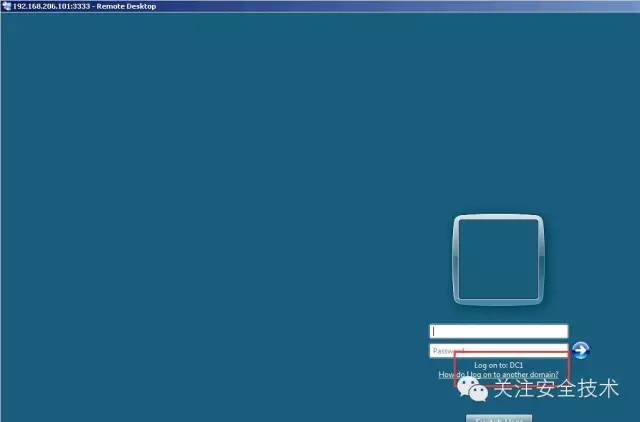 192.168.206.101:3333 - Remote Desktop
Password
Log on to: DC1
How do I log on to another domain?
关注安全技术